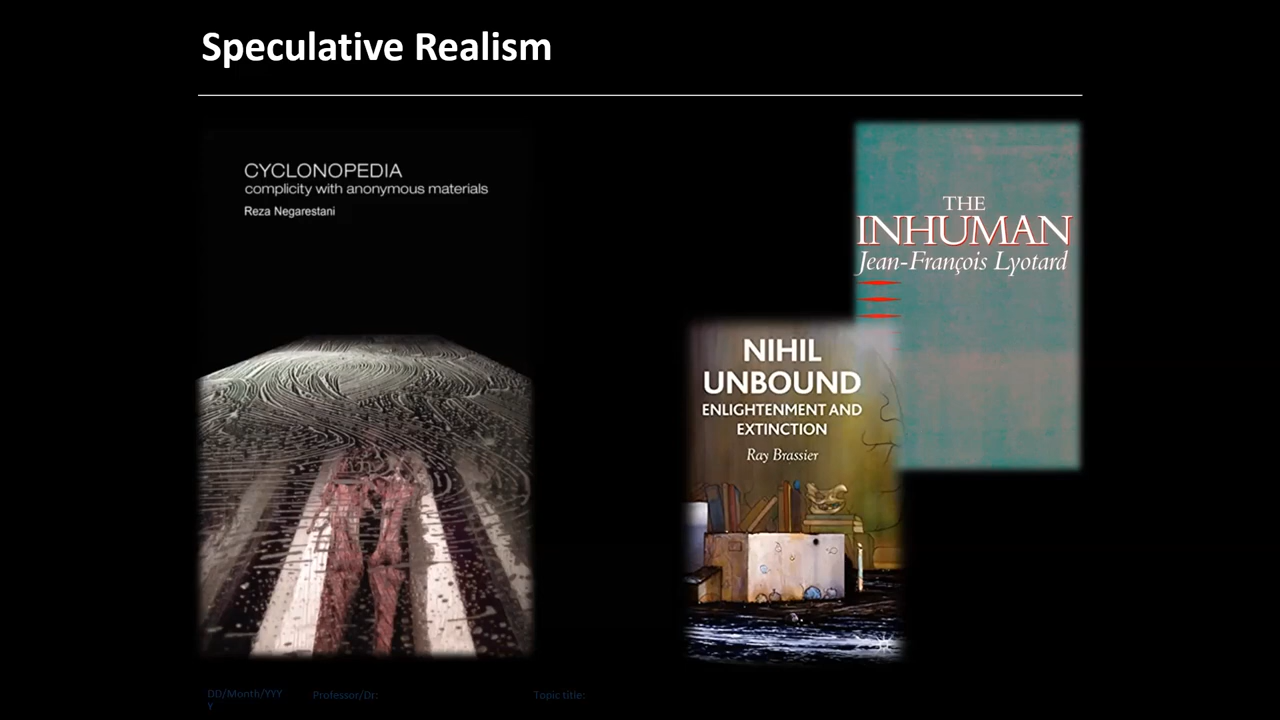 Speculative Realism
CYCLONOPEDIA
complicity with anonymous materials
Reza Negarestani
THE
INHUMAN
Jean-François Lyotard
NIHIL
UNBOUND
ENLIGHTENMENT AND
EXTINCTION
Ray Brassier
DD/Month/YYY
Y
Professor/Dr:
Topic title: